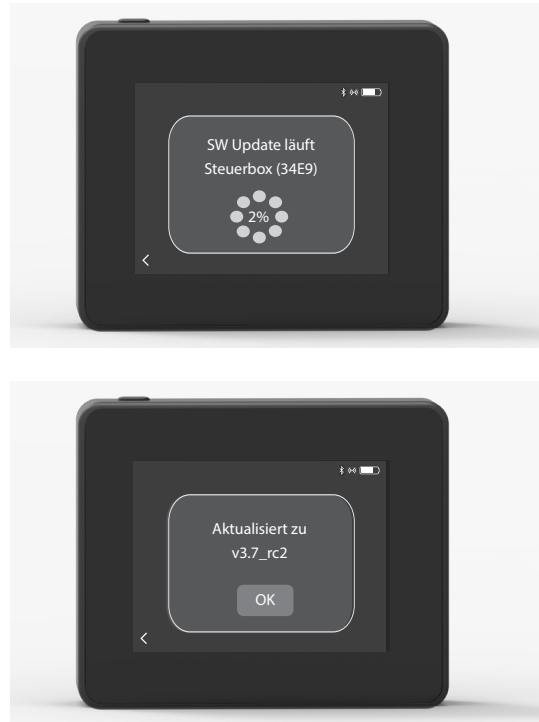 SW Update läuft
Steuerbox (34E9)
2%
Aktualisiert zu
v3.7_rc2
OK